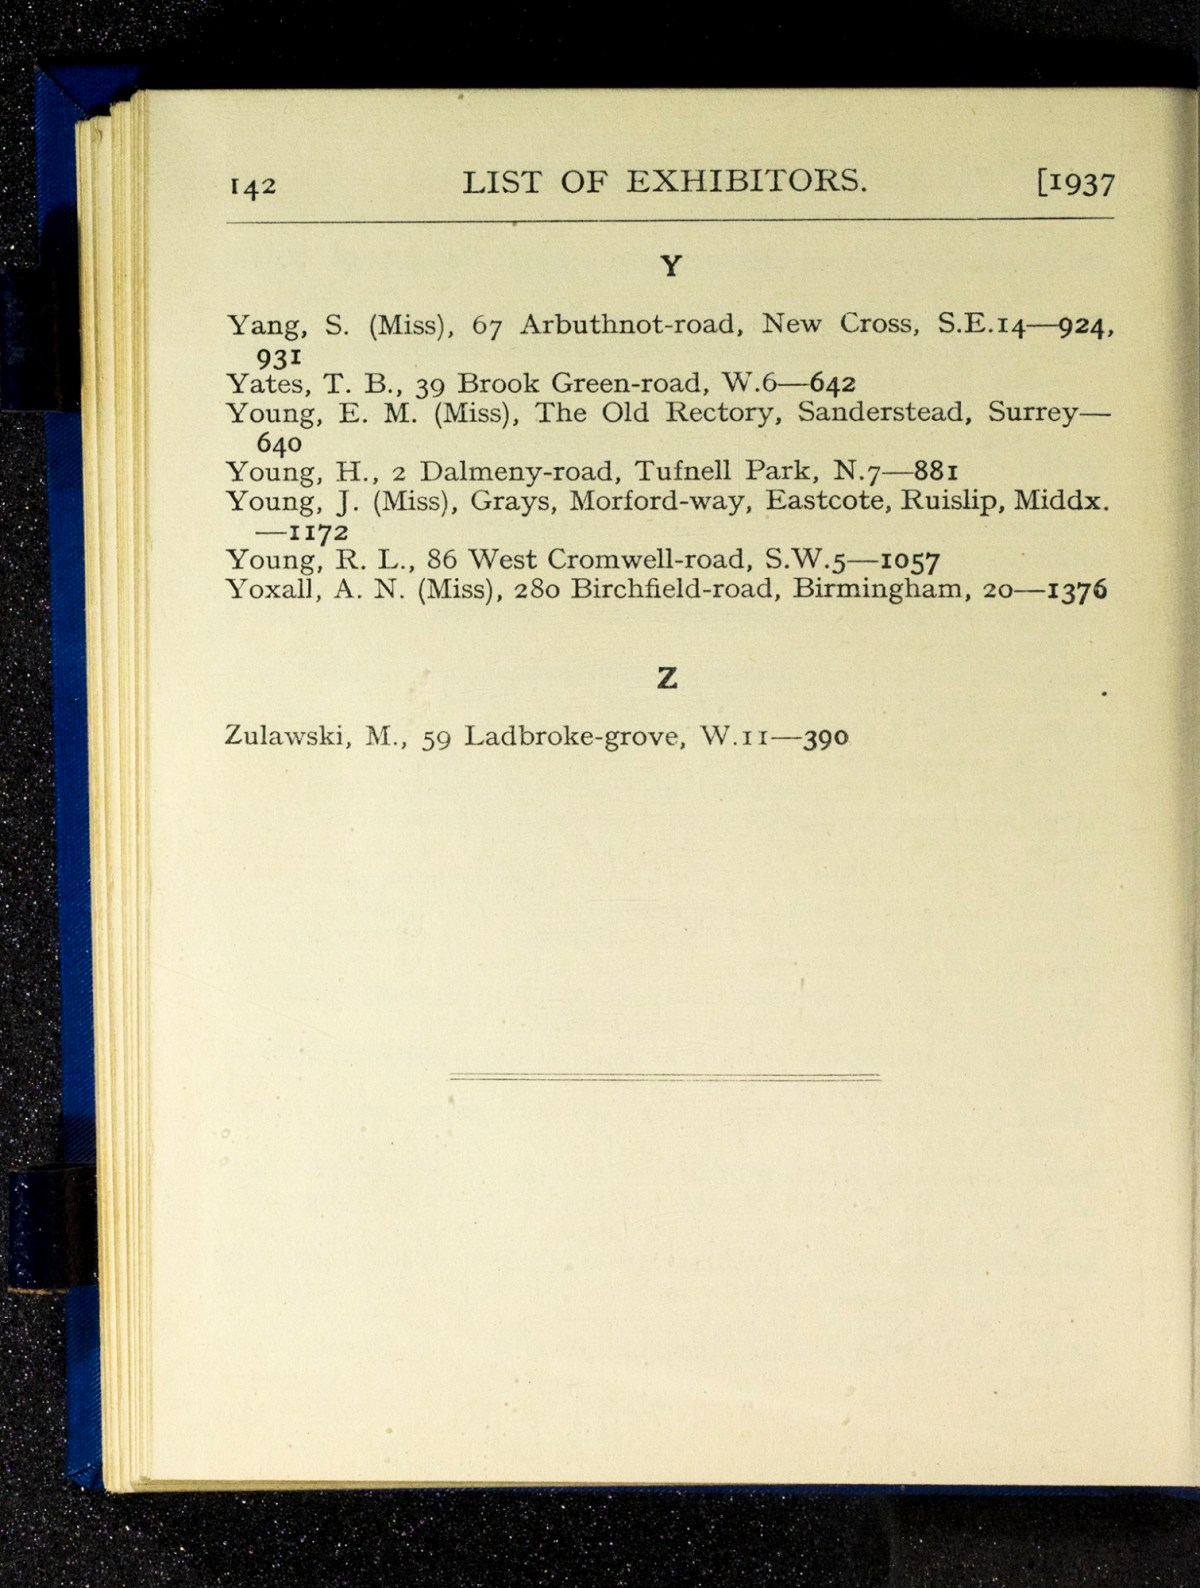 142 LIST OF EXHIBITORS. [1937
Y
Yang, S. (Miss), 67 Arbuthnot-road, New Cross, S.E.14—924,
931
Yates, T. B., 39 Brook Green-road, W.6—642
Young, E. M. (Miss), The Old Rectory, Sanderstead, Surrey—
640
Young, H., 2 Dalmeny-road, Tufnell Park, N.7—881
Young, J. (Miss), Grays, Morford-way, Eastcote, Ruislip, Middx.
—1172
Young, R. L., 86 West Cromwell-road, S.W.5—1057
Yoxall, A. N. (Miss), 280 Birchfield-road, Birmingham, 20—1376
Z
Zulawski, M., 59 Ladbroke-grove, W.11—390